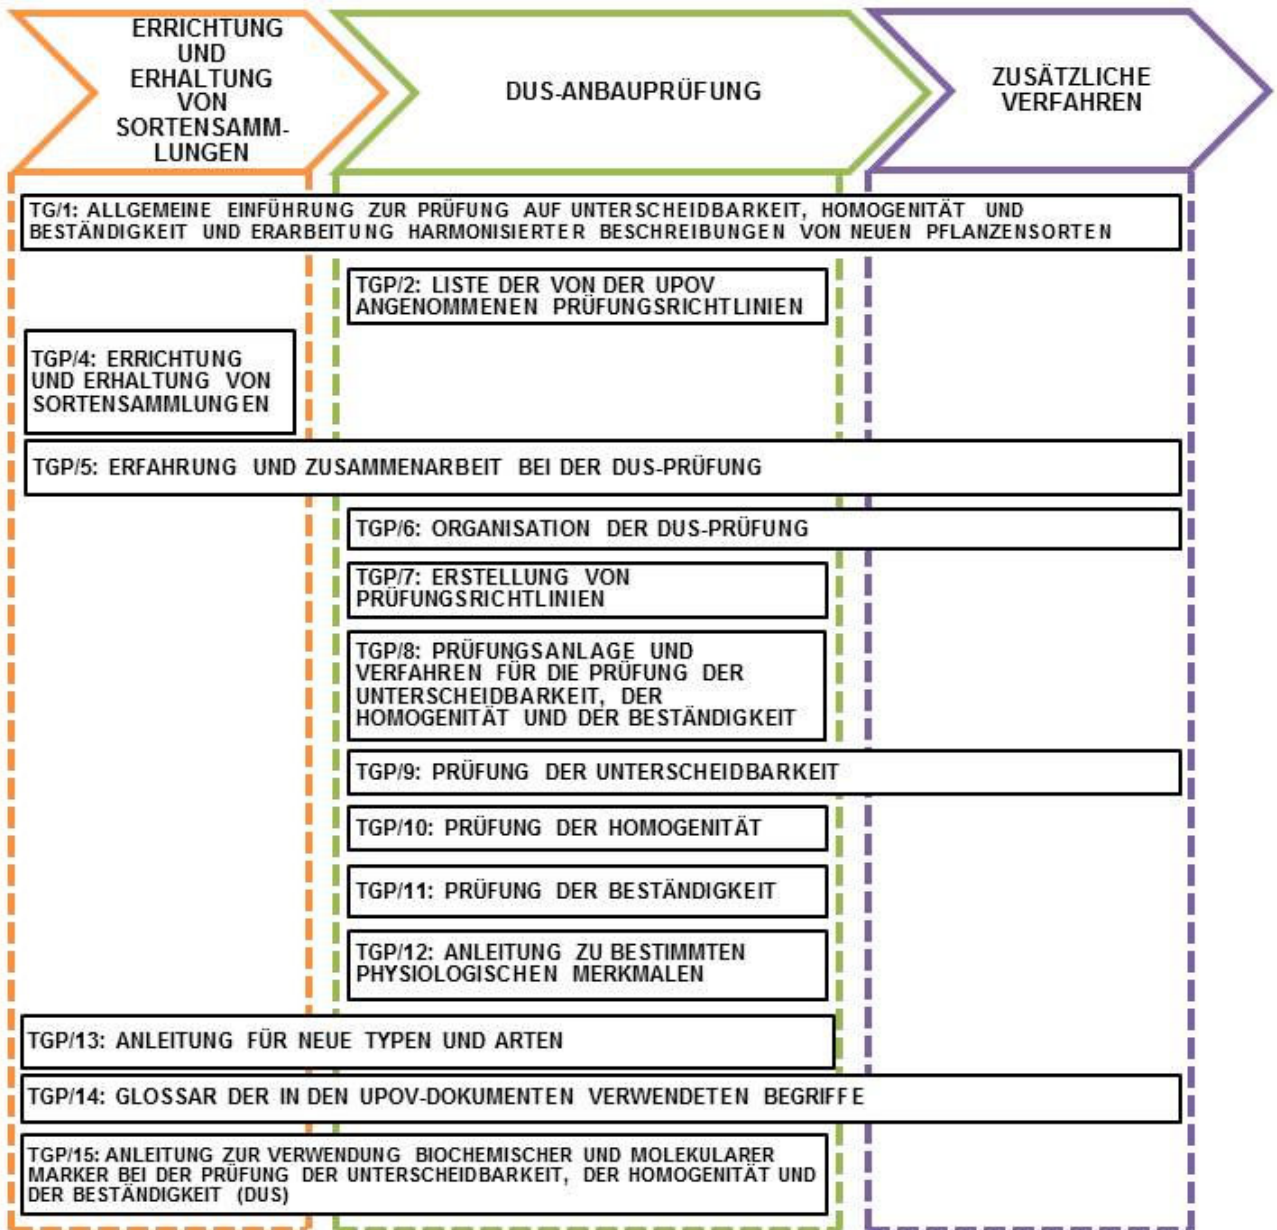 ERRICHTUNG
UND
ERHALTUNG
VON
SORTENSAMM-
LUNGEN
DUS-ANBAUPRÜFUNG
ZUSÄTZLICHE
VERFAHREN
TG/1: ALLGEMEINE EINFÜHRUNG ZUR PRÜFUNG AUF UNTERSCHEIDBARKEIT, HOMOGENITÄT UND
BESTÄNDIGKEIT UND ERARBEITUNG HARMONISIERTER BESCHREIBUNGEN VON NEUEN PFLANZENSORTEN
TGP/2: LISTE DER VON DER UPOV
ANGENOMMENEN PRÜFUNGSRICHTLINIEN
TGP/4: ERRICHTUNG
UND ERHALTUNG VON
SORTENSAMMLUNGEN
TGP/5: ERFAHRUNG UND ZUSAMMENARBEIT BEI DER DUS-PRÜFUNG
TGP/6: ORGANISATION DER DUS-PRÜFUNG
TGP/7: ERSTELLUNG VON
PRÜFUNGSRICHTLINIEN
TGP/8: PRÜFUNGSANLAGE UND
VERFAHREN FÜR DIE PRÜFUNG DER
UNTERSCHEIDBARKEIT, DER
HOMOGENITÄT UND DER BESTÄNDIGKEIT
TGP/9: PRÜFUNG DER UNTERSCHEIDBARKEIT
TGP/10: PRÜFUNG DER HOMOGENITÄT
TGP/11: PRÜFUNG DER BESTÄNDIGKEIT
TGP/12: ANLEITUNG ZU BESTIMMTEN
PHYSIOLOGISCHEN MERKMALEN
TGP/13: ANLEITUNG FÜR NEUE TYPEN UND ARTEN
TGP/14: GLOSSAR DER IN DEN UPOV-DOKUMENTEN VERWENDETEN BEGRIFFE
TGP/15: ANLEITUNG ZUR VERWENDUNG BIOCHEMISCHER UND MOLEKULARER
MARKER BEI DER PRÜFUNG DER UNTERSCHEIDBARKEIT, DER HOMOGENITÄT UND
DER BESTÄNDIGKEIT (DUS)